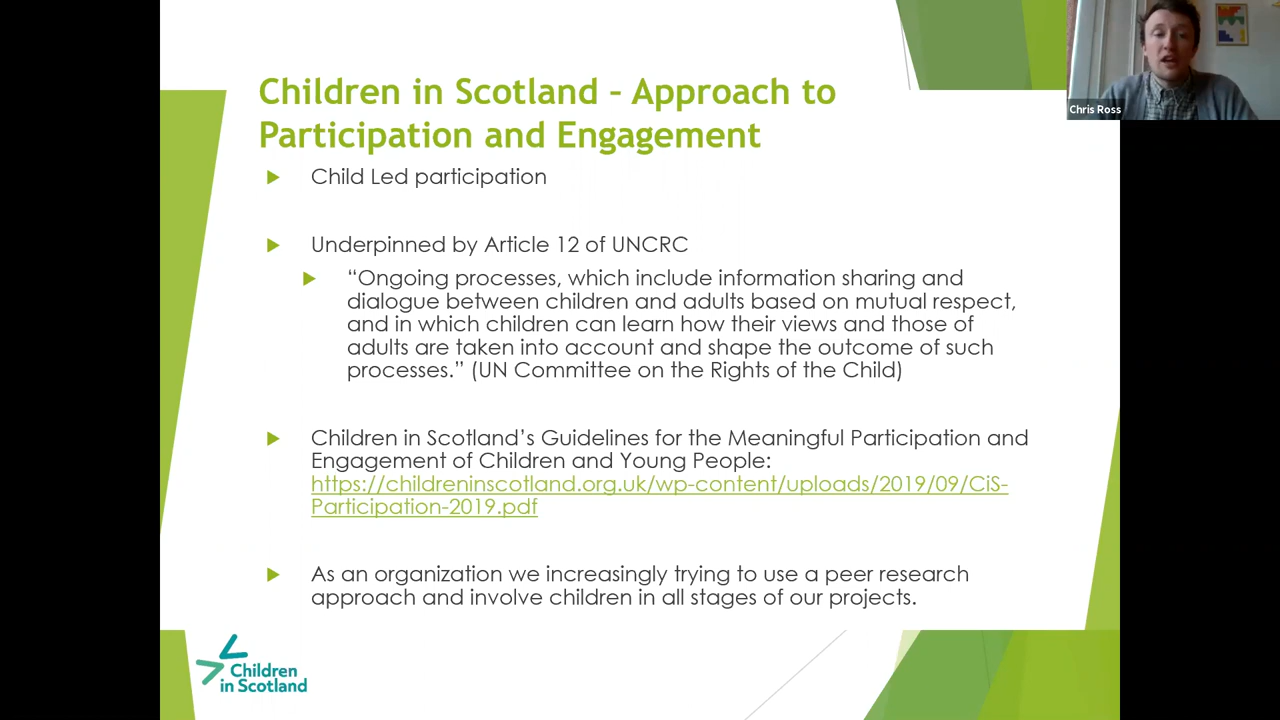 Children in Scotland – Approach to
Participation and Engagement
Child Led participation
Underpinned by Article 12 of UNCRC
“Ongoing processes, which include information sharing and
dialogue between children and adults based on mutual respect,
and in which children can learn how their views and those of
adults are taken into account and shape the outcome of such
processes.” (UN Committee on the Rights of the Child)
Children in Scotland’s Guidelines for the Meaningful Participation and
Engagement of Children and Young People:
https://childreninscotland.org.uk/wp-content/uploads/2019/09/CiS-
Participation-2019.pdf
As an organization we increasingly trying to use a peer research
approach and involve children in all stages of our projects.
Children
in Scotland
Chris Ross